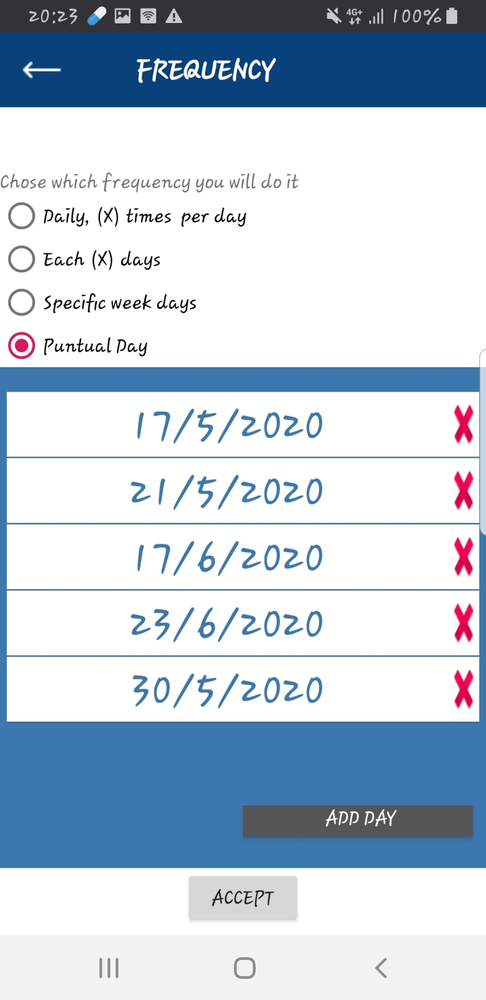 20:23 4G+ 100%
FREQUENCY
Chose which frequency you will do it
Daily, (X) times per day
Each (X) days
Specific week days
Puntual Day
17/5/2020 X
21/5/2020 X
17/6/2020 X
23/6/2020 X
30/5/2020 X
ADD DAY
ACCEPT